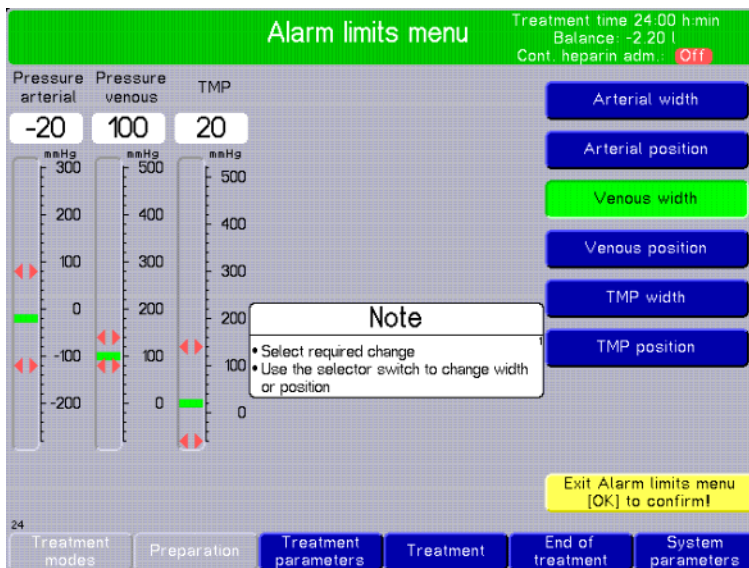 Alarm limits menu
Treatment time 24:00 h:min
Balance: -2.20 l
Cont. heparin adm.: Off
Pressure
arterial
Pressure
venous
TMP
-20
100
20
mmHg
mmHg
mmHg
300
200
100
0
-100
-200
500
400
300
200
100
0
500
400
300
200
100
0
Arterial width
Arterial position
Venous width
Venous position
TMP width
TMP position
Note
1
• Select required change
• Use the selector switch to change width
or position
Exit Alarm limits menu
[OK] to confirm!
24
Treatment
modes
Preparation
Treatment
parameters
Treatment
End of
treatment
System
parameters